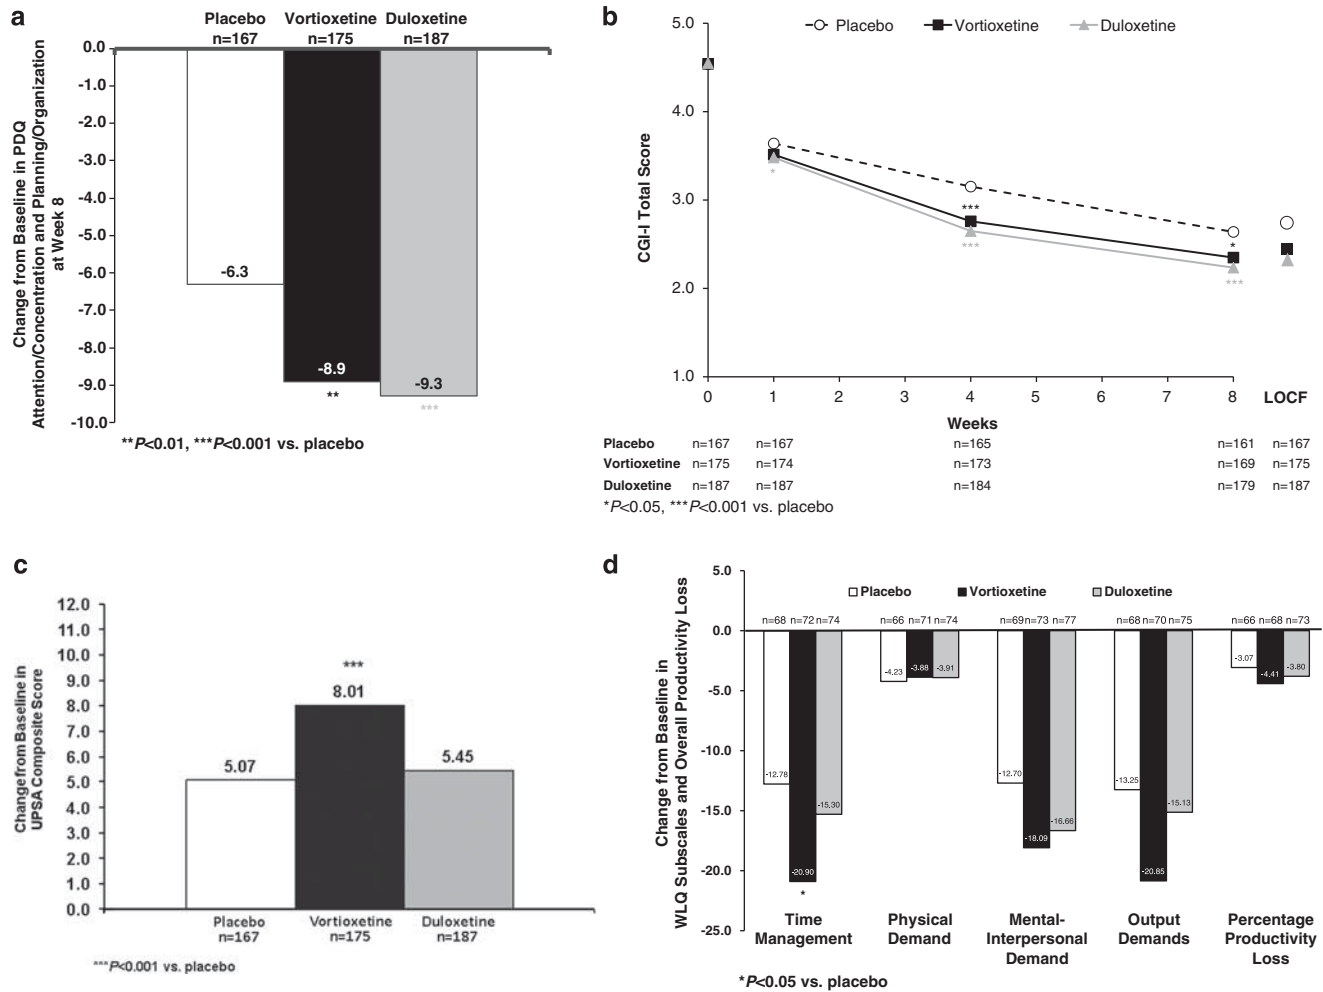 a
Placebo Vortioxetine Duloxetine
n=167 n=175 n=187
Change from Baseline in PDQ
Attention/Concentration and Planning/Organization
at Week 8
0.0
-1.0
-2.0
-3.0
-4.0
-5.0
-6.0
-7.0
-8.0
-9.0
-10.0
-6.3
-8.9
**
-9.3
***
**P<0.01, ***P<0.001 vs. placebo
b
Placebo Vortioxetine Duloxetine
CGI-I Total Score
5.0
4.0
3.0
2.0
1.0
*
***
***
*
***
0 1 2 3 4 5 6 7 8 LOCF
Weeks
Placebo n=167 n=167 n=165 n=161 n=167
Vortioxetine n=175 n=174 n=173 n=169 n=175
Duloxetine n=187 n=187 n=184 n=179 n=187
*P<0.05, ***P<0.001 vs. placebo
c
Change from Baseline in
UPSA Composite Score
12.0
11.0
10.0
9.0
8.0
7.0
6.0
5.0
4.0
3.0
2.0
1.0
0.0
***
5.07 8.01 5.45
Placebo Vortioxetine Duloxetine
n=167 n=175 n=187
***P<0.001 vs. placebo
d
Change from Baseline in
WLQ Subscales and Overall Productivity Loss
5.0
0.0
-5.0
-10.0
-15.0
-20.0
-25.0
Placebo Vortioxetine Duloxetine
n=68 n=72 n=74 n=66 n=71 n=74 n=69 n=73 n=77 n=68 n=70 n=75 n=66 n=68 n=73
-12.78 -20.90 -15.30
*
-4.23 -3.88 -3.91
-12.70 -18.09 -16.66
-13.25 -20.85 -15.13
-3.07 -4.41 -3.80
Time
Management
Physical
Demand
Mental-
Interpersonal
Demand
Output
Demands
Percentage
Productivity
Loss
*P<0.05 vs. placebo